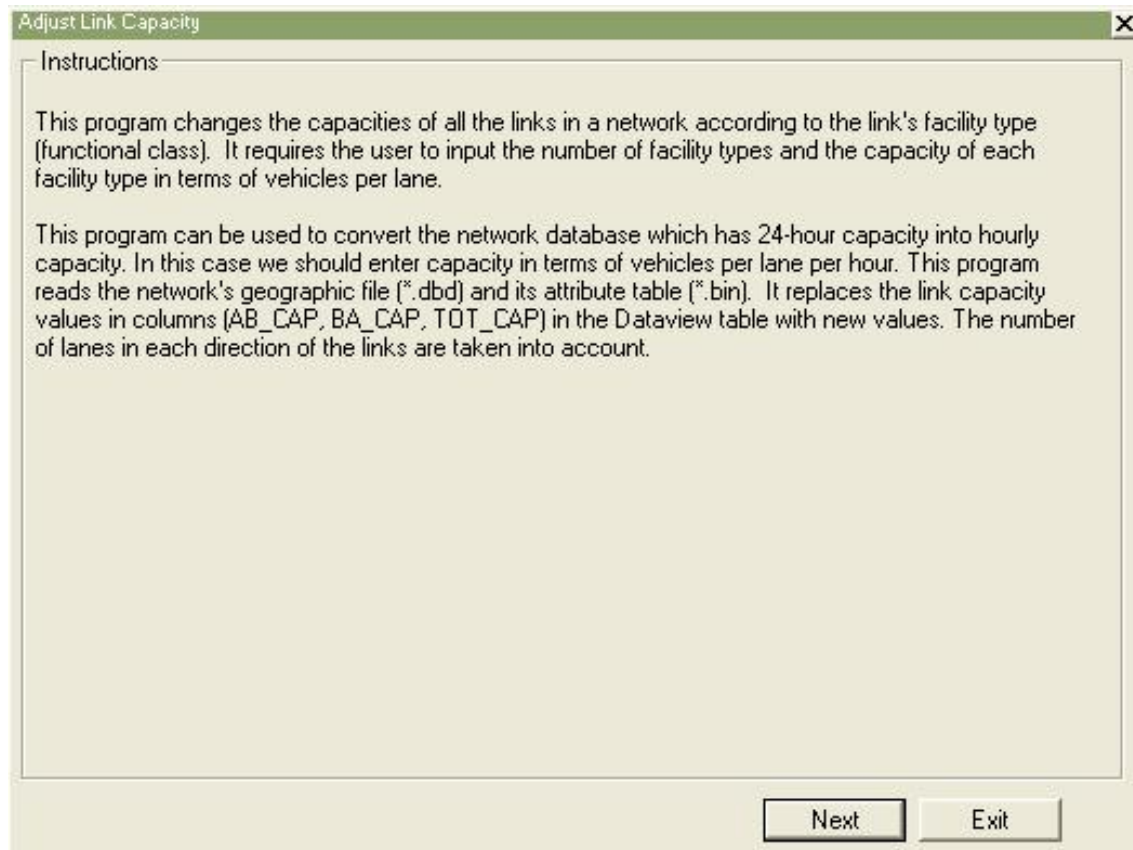 Adjust Link Capacity
Instructions
This program changes the capacities of all the links in a network according to the link's facility type
(functional class).  It requires the user to input the number of facility types and the capacity of each
facility type in terms of vehicles per lane.
This program can be used to convert the network database which has 24-hour capacity into hourly
capacity. In this case we should enter capacity in terms of vehicles per lane per hour. This program
reads the network's geographic file (*.dbd) and its attribute table (*.bin).  It replaces the link capacity
values in columns (AB_CAP, BA_CAP, TOT_CAP) in the Dataview table with new values. The number
of lanes in each direction of the links are taken into account.
Next Exit